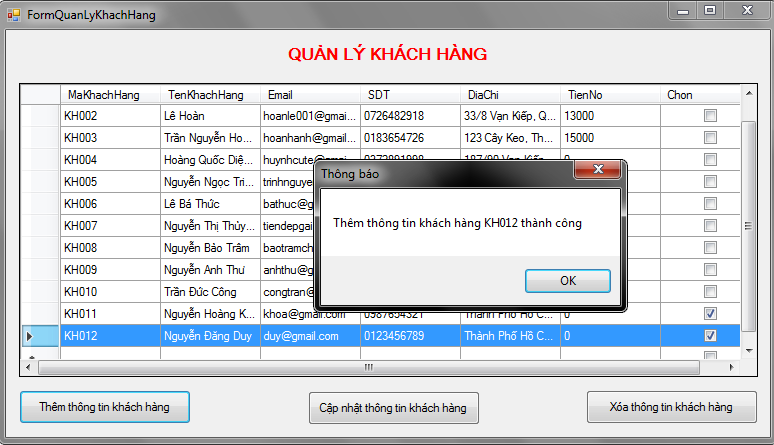 FormQuanLyKhachHang
QUẢN LÝ KHÁCH HÀNG
MaKhachHang TenKhachHang Email SDT DiaChi TienNo Chon
KH002 Lê Hoàn hoanle001@gmai... 0726482918 33/8 Vạn Kiếp, Q... 13000
KH003 Trần Nguyễn Ho... hoanhanh@gmail... 0183654726 123 Cây Keo, Th... 15000
KH004 Hoàng Quốc Diệ... huynhcute@gmai... 0
KH005 Nguyễn Ngọc Tri... trinhnguye
KH006 Lê Bá Thức bathuc@g
KH007 Nguyễn Thị Thủy... tiendepgai
KH008 Nguyễn Bảo Trâm baotramch
KH009 Nguyễn Anh Thư anhthu@g
KH010 Trần Đức Công congtran@
KH011 Nguyễn Hoàng K... khoa@gmail.com 0987654321 Thành Phố Hồ C... 0
KH012 Nguyễn Đăng Duy duy@gmail.com 0123456789 Thành Phố Hồ C... 0
Thông báo
Thêm thông tin khách hàng KH012 thành công
OK
Thêm thông tin khách hàng Cập nhật thông tin khách hàng Xóa thông tin khách hàng